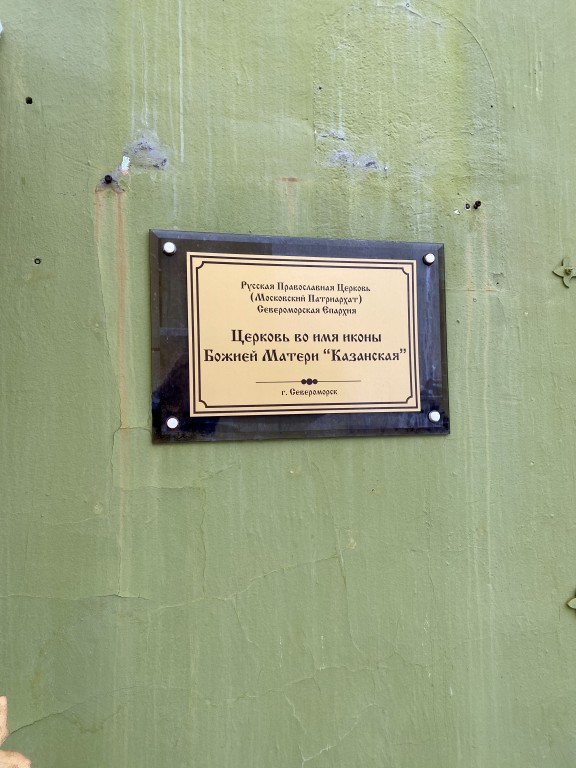 Русская Православная Церковь
(Московский Патриархат)
Североморская Епархия
Церковь во имя иконы
Божией Матери “Казанская”
г. Североморск